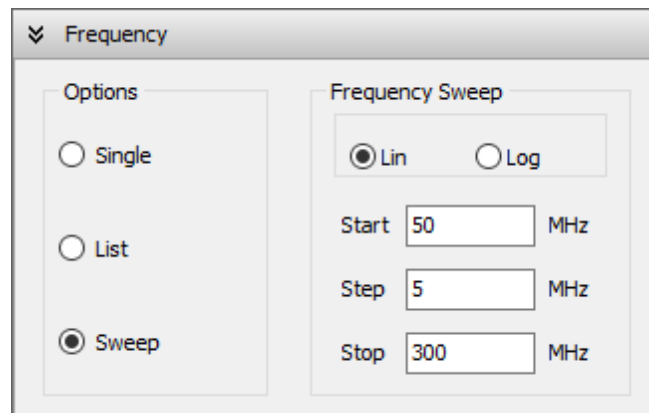 Frequency
Options
Single
List
Sweep
Frequency Sweep
Lin Log
Start 50 MHz
Step 5 MHz
Stop 300 MHz